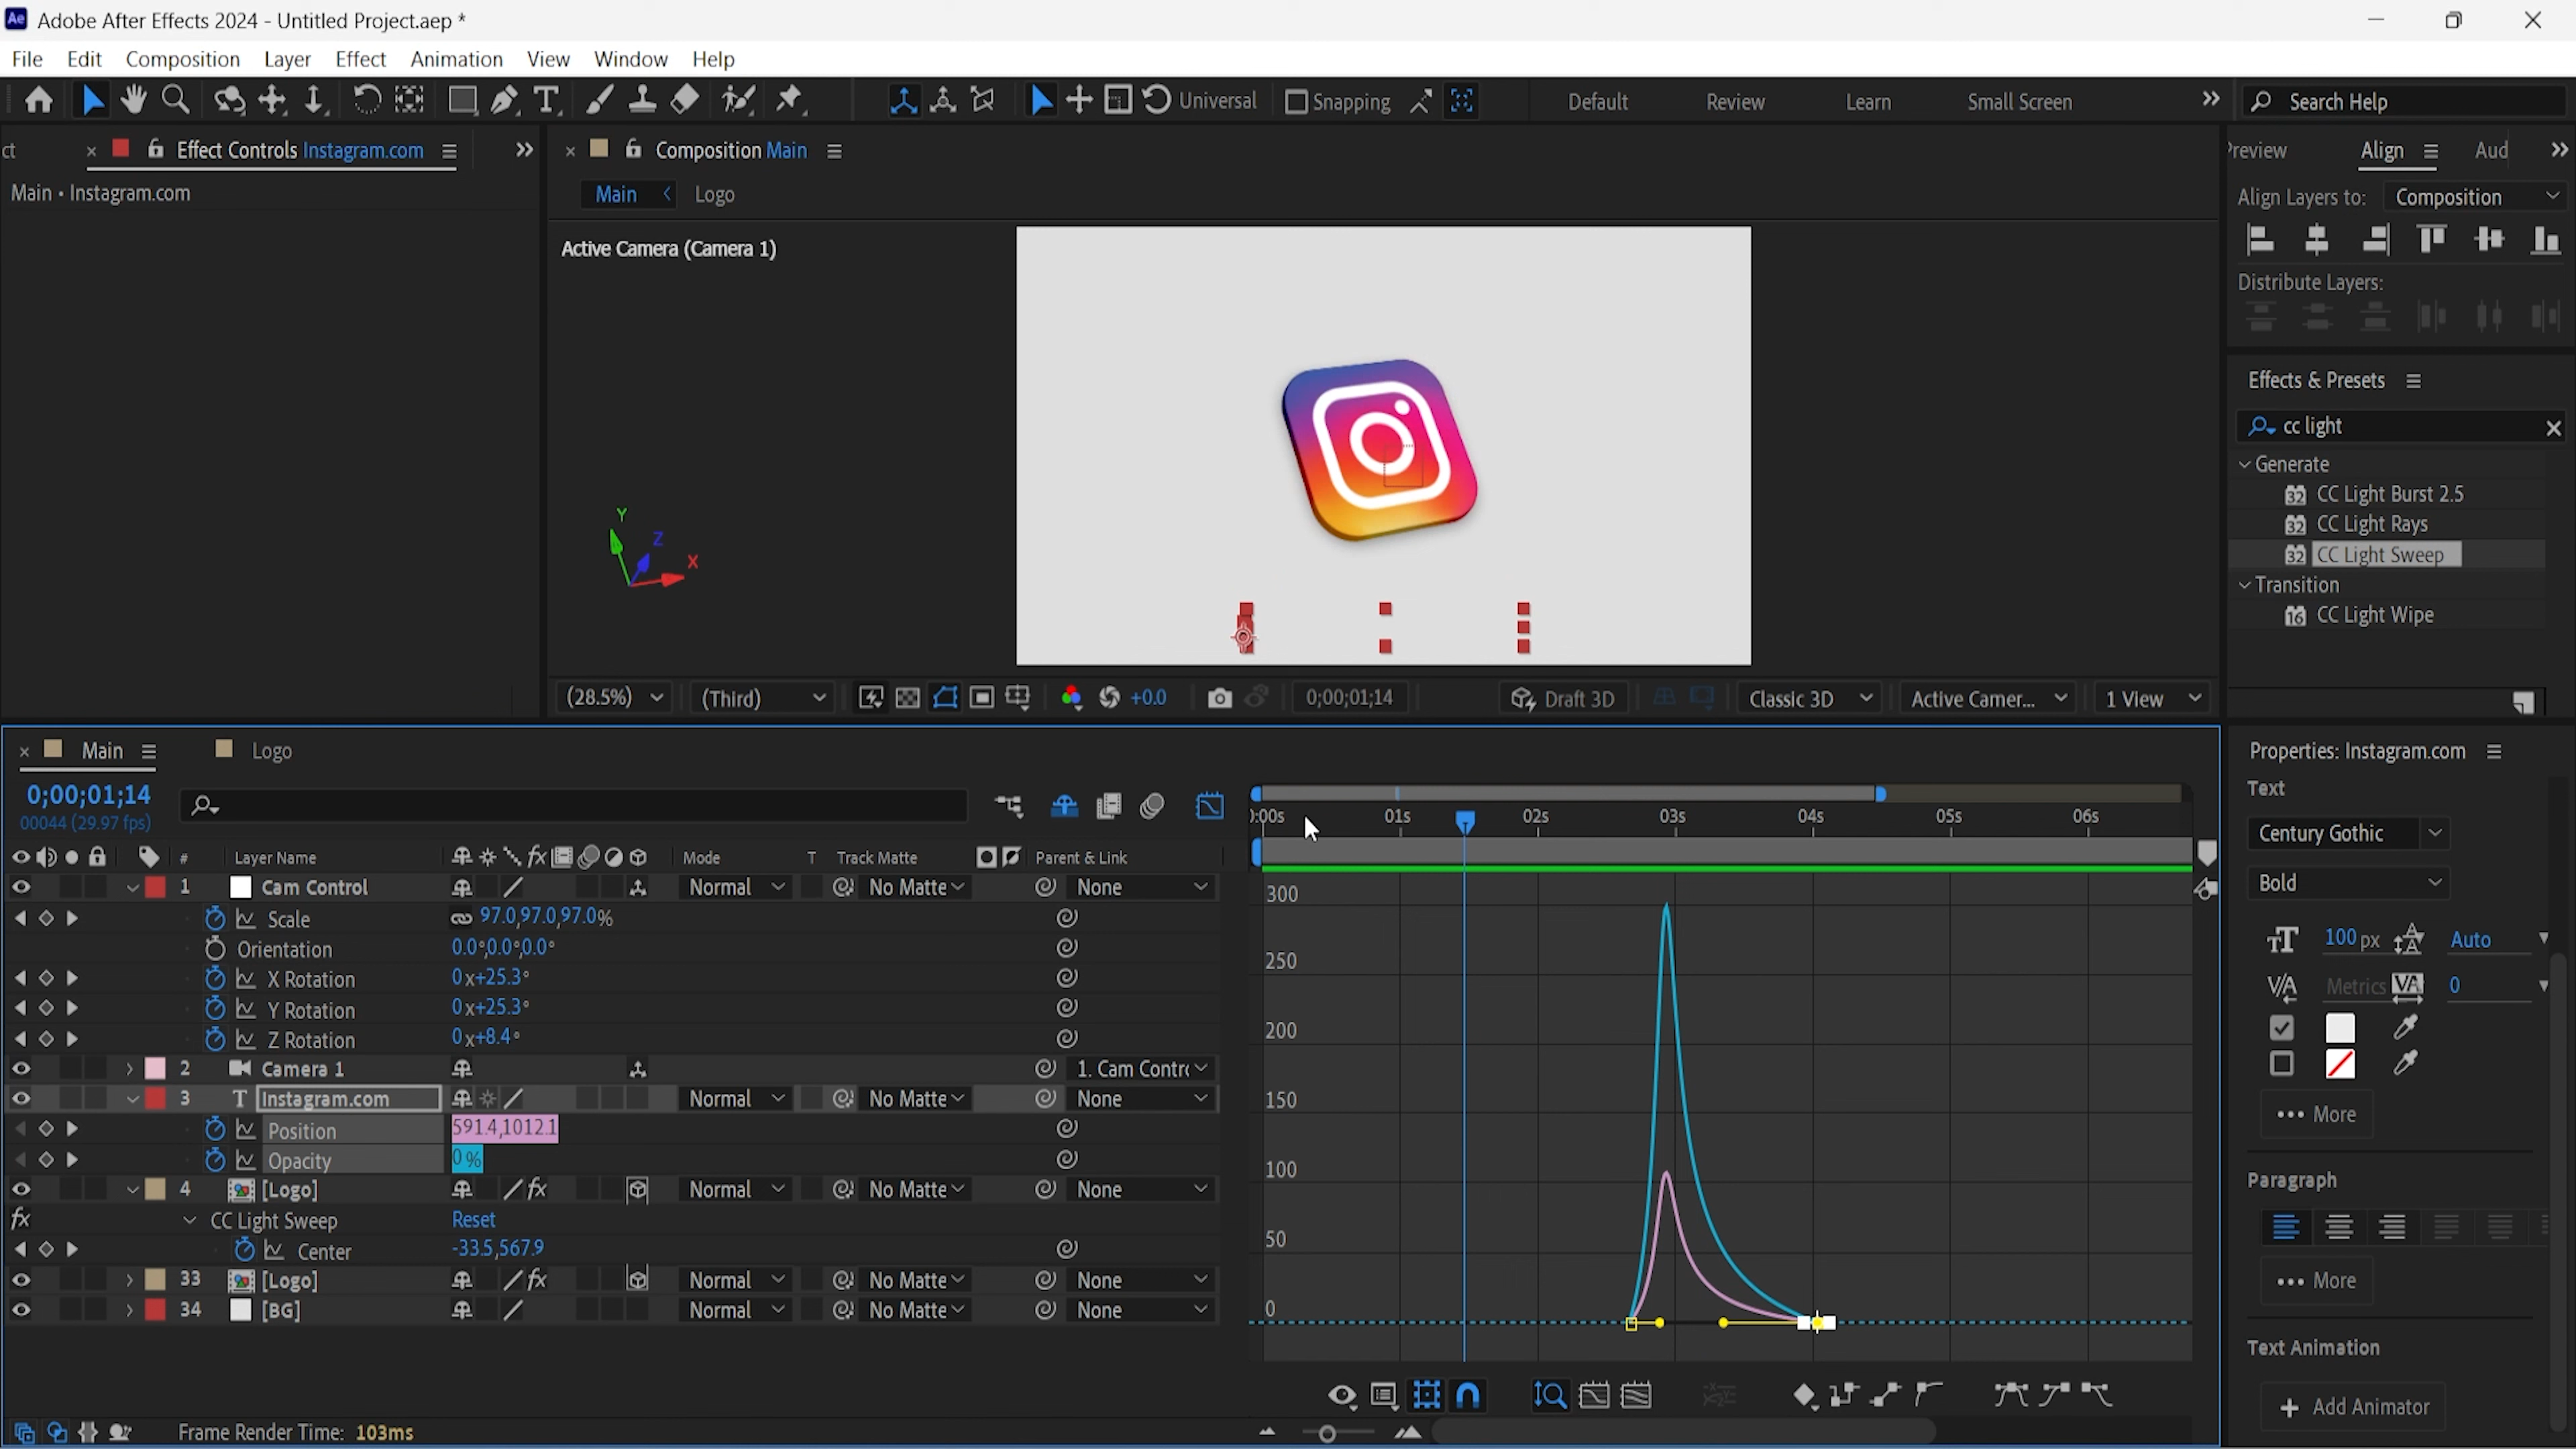 Ae Adobe After Effects 2024 - Untitled Project.aep *
File Edit Composition Layer Effect Animation View Window Help
Universal Snapping Default Review Learn Small Screen Search Help
ct Effect Controls Instagram.com
Main • Instagram.com
Composition Main
Main Logo
Active Camera (Camera 1)
Y Z X
(28.5%) (Third) +0.0 0;00;01;14 Draft 3D Classic 3D Active Camer... 1 View
Preview Align Aud
Align Layers to: Composition
Distribute Layers:
Effects & Presets
cc light
Generate
32 CC Light Burst 2.5
32 CC Light Rays
32 CC Light Sweep
Transition
16 CC Light Wipe
Main Logo
0;00;01;14
00044 (29.97 fps)
# Layer Name Mode T Track Matte Parent & Link
1 Cam Control Normal No Matte None
Scale 97.0,97.0,97.0%
Orientation 0.0°,0.0°,0.0°
X Rotation 0x+25.3°
Y Rotation 0x+25.3°
Z Rotation 0x+8.4°
2 Camera 1 1. Cam Contr
3 T Instagram.com Normal No Matte None
Position 591.4,1012.1
Opacity 0%
4 [Logo] fx Normal No Matte None
fx CC Light Sweep Reset
Center -33.5,567.9
33 [Logo] fx Normal No Matte None
34 [BG] Normal No Matte None
Frame Render Time: 103ms
):00s 01s 02s 03s 04s 05s 06s
300
250
200
150
100
50
0
Properties: Instagram.com
Text
Century Gothic
Bold
100 px Auto
Metrics 0
More
Paragraph
More
Text Animation
+ Add Animator